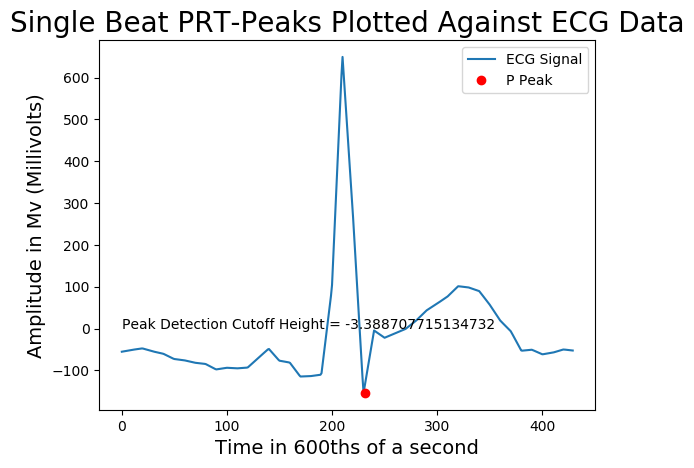 Single Beat PRT-Peaks Plotted Against ECG Data
ECG Signal
P Peak
Amplitude in Mv (Millivolts)
600
500
400
300
200
100
0
−100
Peak Detection Cutoff Height = -3.388707715134732
0
100
200
300
400
Time in 600ths of a second